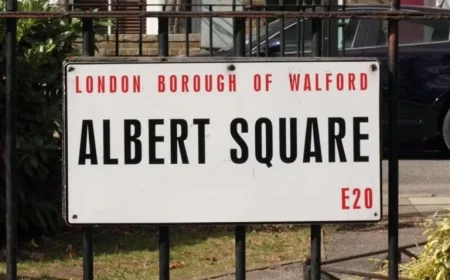 LONDON BOROUGH OF WALFORD
ALBERT SQUARE
E20